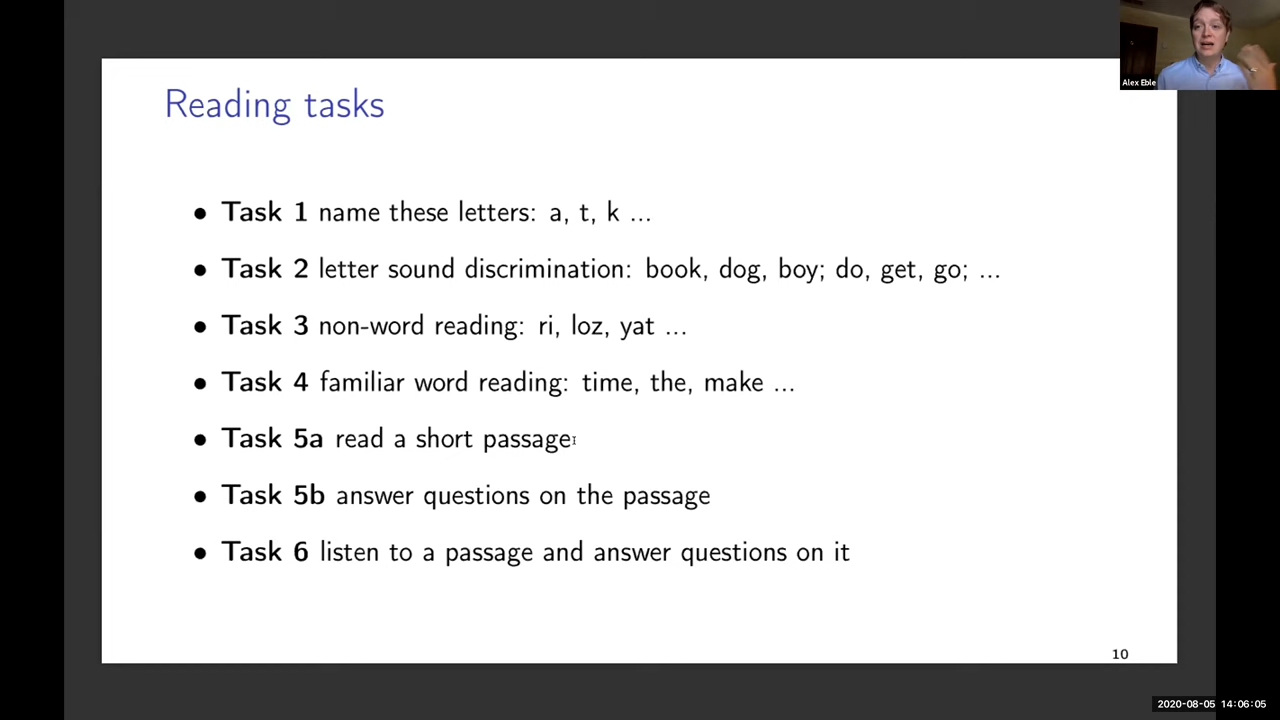 Alex Eble
Reading tasks
• Task 1 name these letters: a, t, k ...
• Task 2 letter sound discrimination: book, dog, boy; do, get, go; ...
• Task 3 non-word reading: ri, loz, yat ...
• Task 4 familiar word reading: time, the, make ...
• Task 5a read a short passage
• Task 5b answer questions on the passage
• Task 6 listen to a passage and answer questions on it
10
2020-08-05 14:06:05